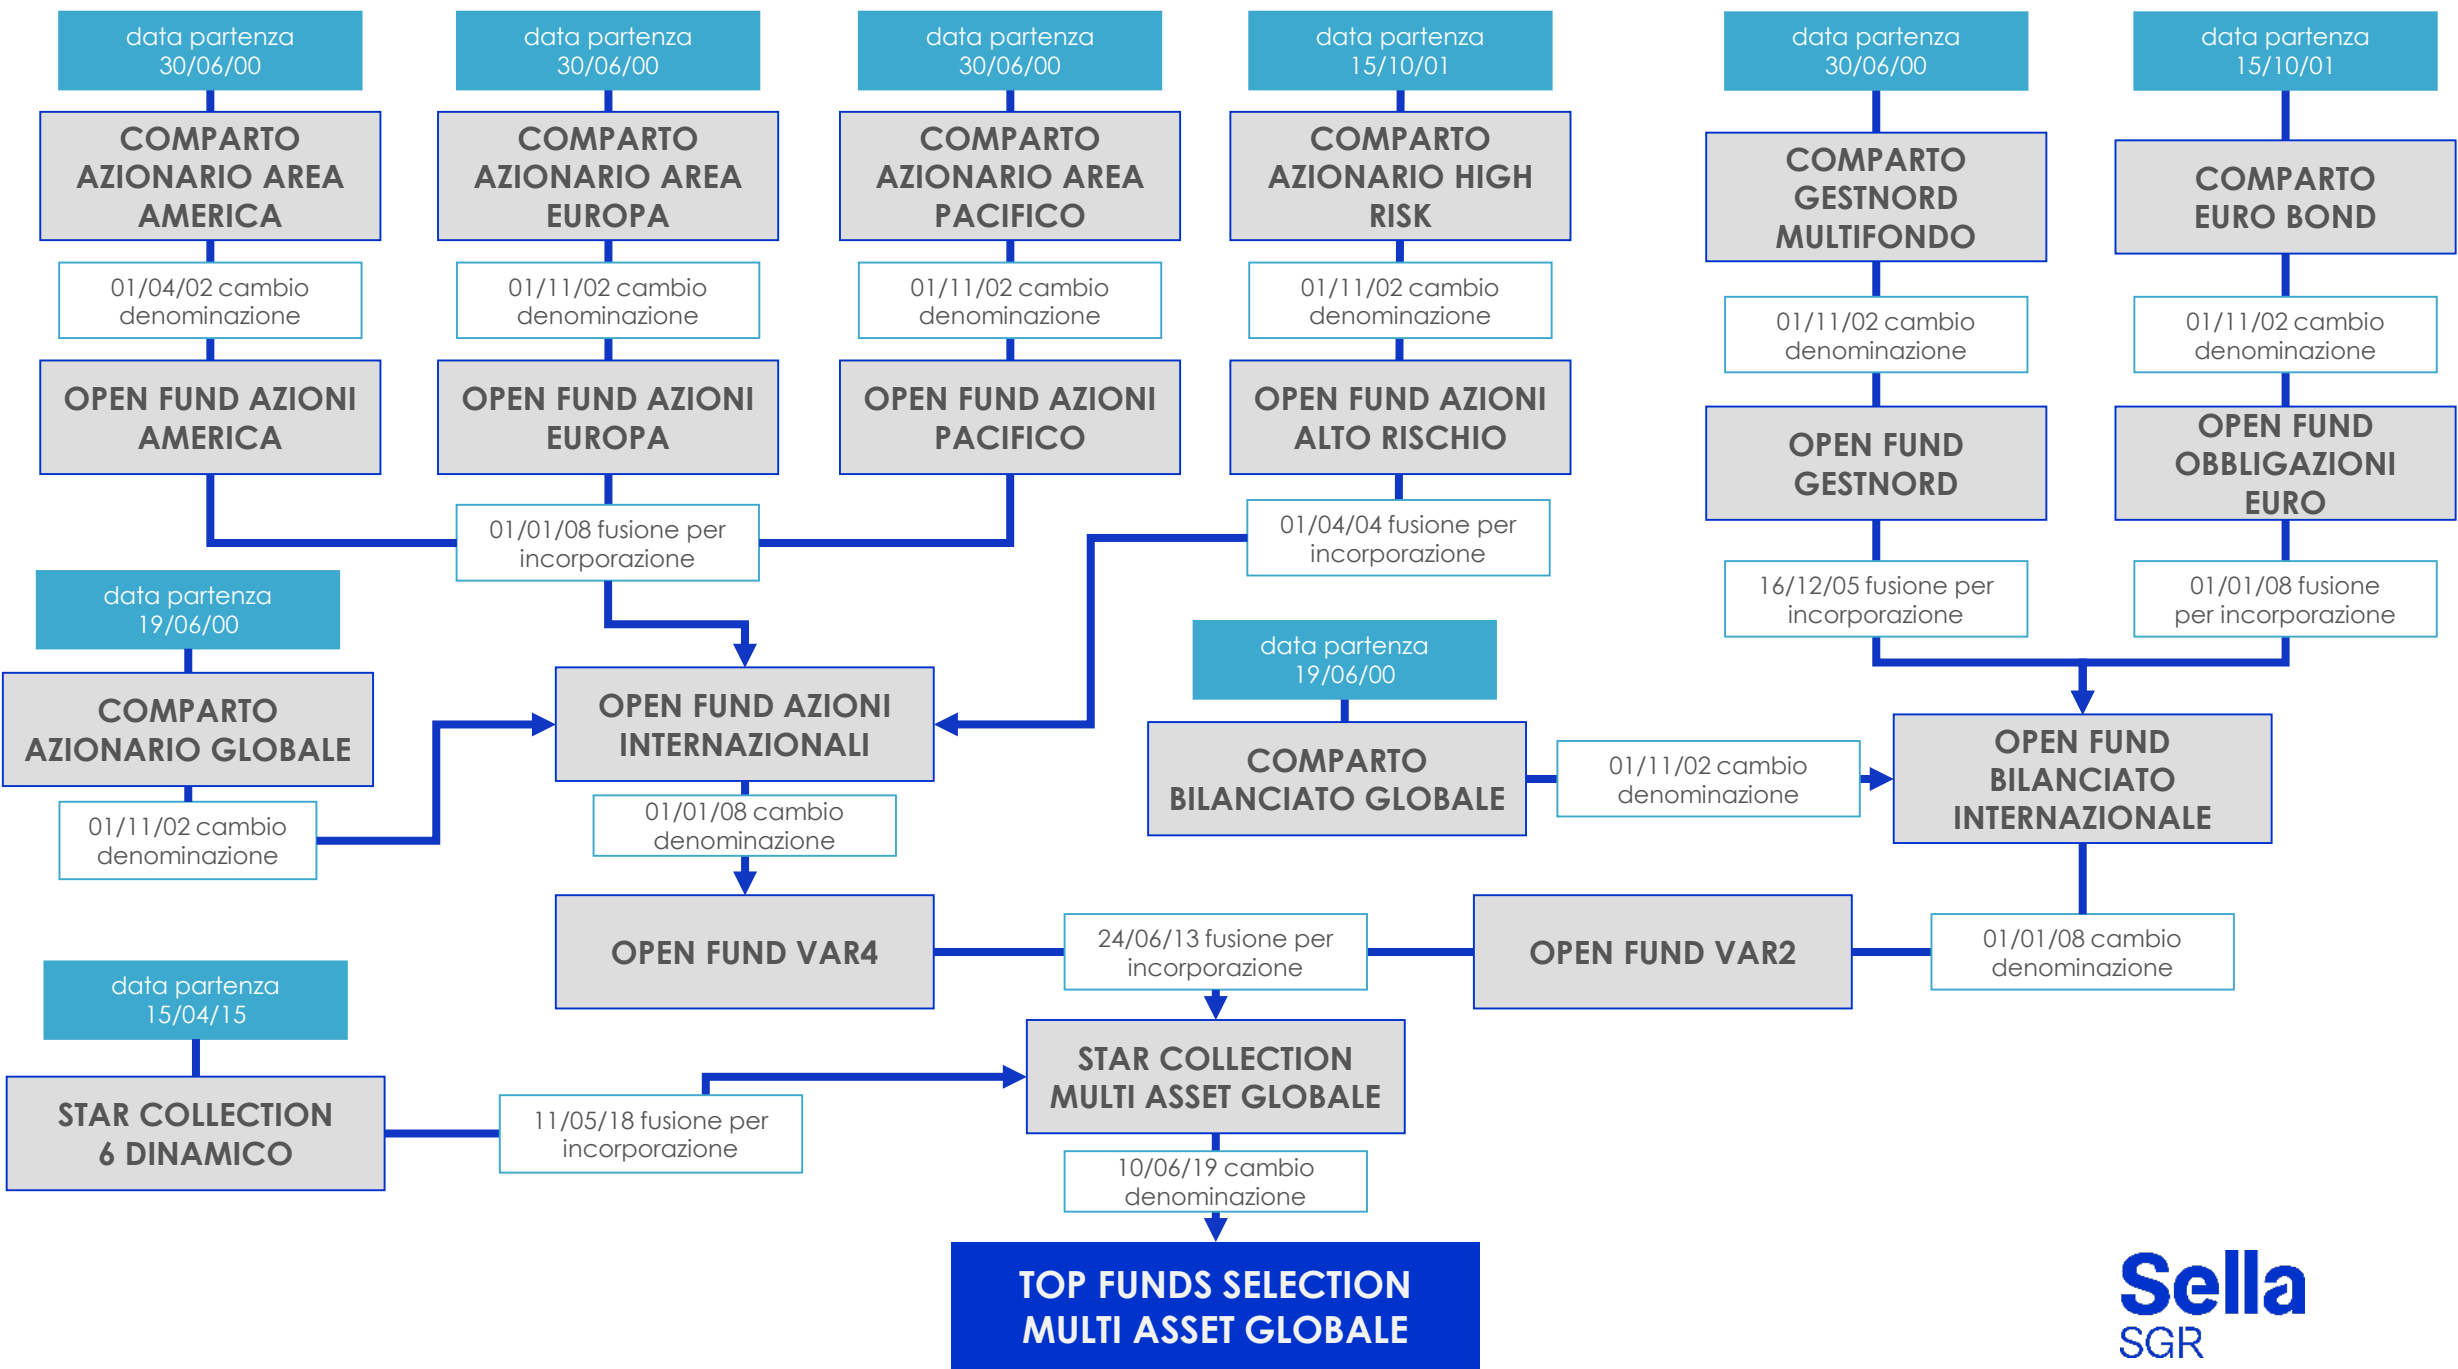 data partenza
30/06/00
data partenza
30/06/00
data partenza
30/06/00
data partenza
15/10/01
data partenza
30/06/00
data partenza
15/10/01
COMPARTO
AZIONARIO AREA
AMERICA
COMPARTO
AZIONARIO AREA
EUROPA
COMPARTO
AZIONARIO AREA
PACIFICO
COMPARTO
AZIONARIO HIGH
RISK
COMPARTO
GESTNORD
MULTIFONDO
COMPARTO
EURO BOND
01/04/02 cambio
denominazione
01/11/02 cambio
denominazione
01/11/02 cambio
denominazione
01/11/02 cambio
denominazione
01/11/02 cambio
denominazione
01/11/02 cambio
denominazione
OPEN FUND AZIONI
AMERICA
OPEN FUND AZIONI
EUROPA
OPEN FUND AZIONI
PACIFICO
OPEN FUND AZIONI
ALTO RISCHIO
OPEN FUND
GESTNORD
OPEN FUND
OBBLIGAZIONI
EURO
01/01/08 fusione per
incorporazione
01/04/04 fusione per
incorporazione
16/12/05 fusione per
incorporazione
01/01/08 fusione
per incorporazione
data partenza
19/06/00
data partenza
19/06/00
COMPARTO
AZIONARIO GLOBALE
OPEN FUND AZIONI
INTERNAZIONALI
COMPARTO
BILANCIATO GLOBALE
01/11/02 cambio
denominazione
OPEN FUND
BILANCIATO
INTERNAZIONALE
01/11/02 cambio
denominazione
01/01/08 cambio
denominazione
OPEN FUND VAR4
24/06/13 fusione per
incorporazione
OPEN FUND VAR2
01/01/08 cambio
denominazione
data partenza
15/04/15
STAR COLLECTION
6 DINAMICO
11/05/18 fusione per
incorporazione
STAR COLLECTION
MULTI ASSET GLOBALE
10/06/19 cambio
denominazione
TOP FUNDS SELECTION
MULTI ASSET GLOBALE
Sella
SGR